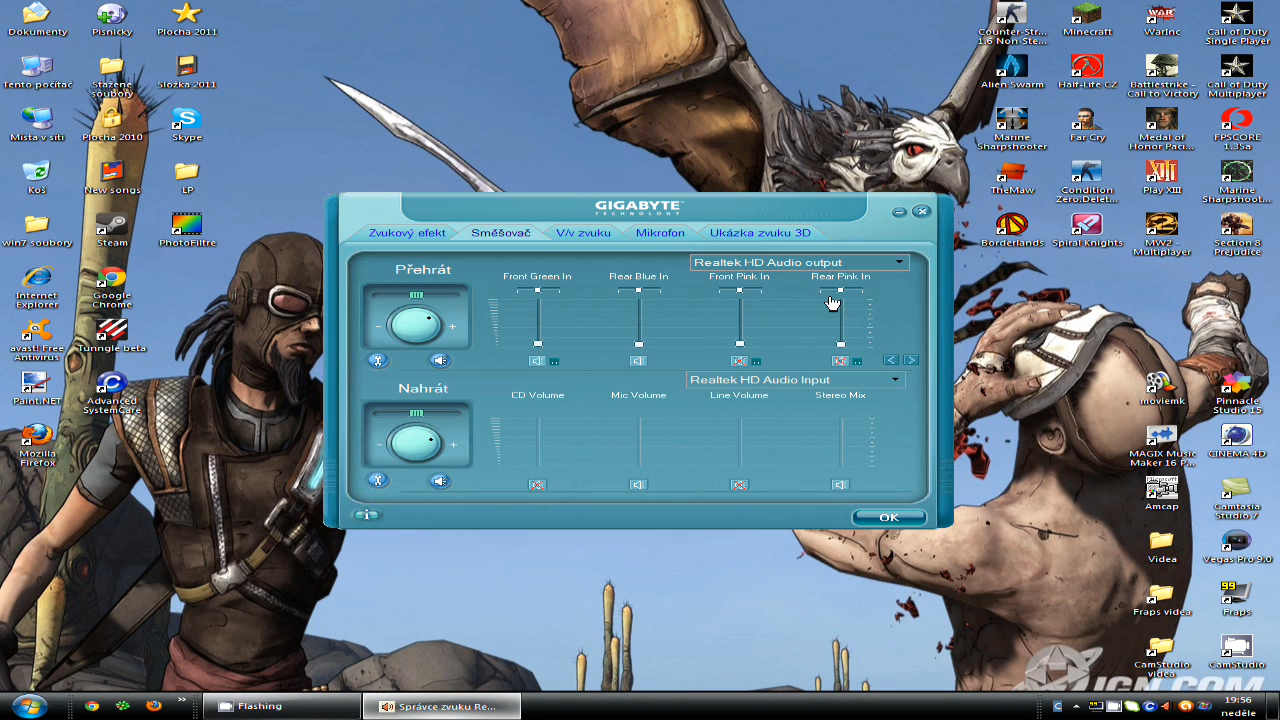 Dokumenty
Písnicky
Plocha 2011
Tento počítač
Stažené soubory
Složka 2011
Místa v síti
Plocha 2010
Skype
Koš
New songs
LP
win7 soubory
Steam
PhotoFiltre
Internet Explorer
Google Chrome
avast! Free Antivirus
Tunngle beta
Paint.NET
Advanced SystemCare
Mozilla Firefox
Counter-Str... 1.6 Non-Ste...
Minecraft
WarInc
Call of Duty Single Player
Alien Swarm
Half-Life CZ
Battlestrike - Call to Victory
Call of Duty Multiplayer
Marine Sharpshooter
Far Cry
Medal of Honor Paci...
FPSCORE 1.35a
TheMaw
Condition Zero.Delet...
Play XIII
Marine Sharpshoot...
Borderlands
Spiral Knights
MW2 - Multiplayer
Section 8 Prejudice
moviemk
Pinnacle Studio 15
MAGIX Music Maker 16 P...
CINEMA 4D
Amcap
Camtasia Studio 7
Videa
Vegas Pro 9.0
Fraps videa
Fraps
CamStudio videa
CamStudio
GIGABYTE
TECHNOLOGY
Zvukový efekt Směšovač V/v zvuku Mikrofon Ukázka zvuku 3D
Přehrát
Realtek HD Audio output
Front Green In Rear Blue In Front Pink In Rear Pink In
Nahrát
Realtek HD Audio Input
CD Volume Mic Volume Line Volume Stereo Mix
OK
IGN.COM
Flashing
Správce zvuku Re...
19:56
neděle